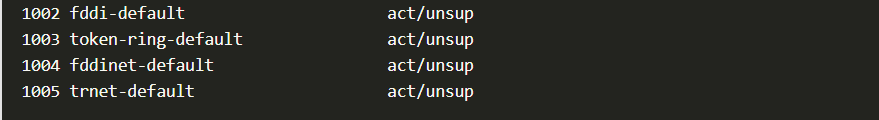 1002 fddi-default                     act/unsup
1003 token-ring-default               act/unsup
1004 fddinet-default                  act/unsup
1005 trnet-default                    act/unsup